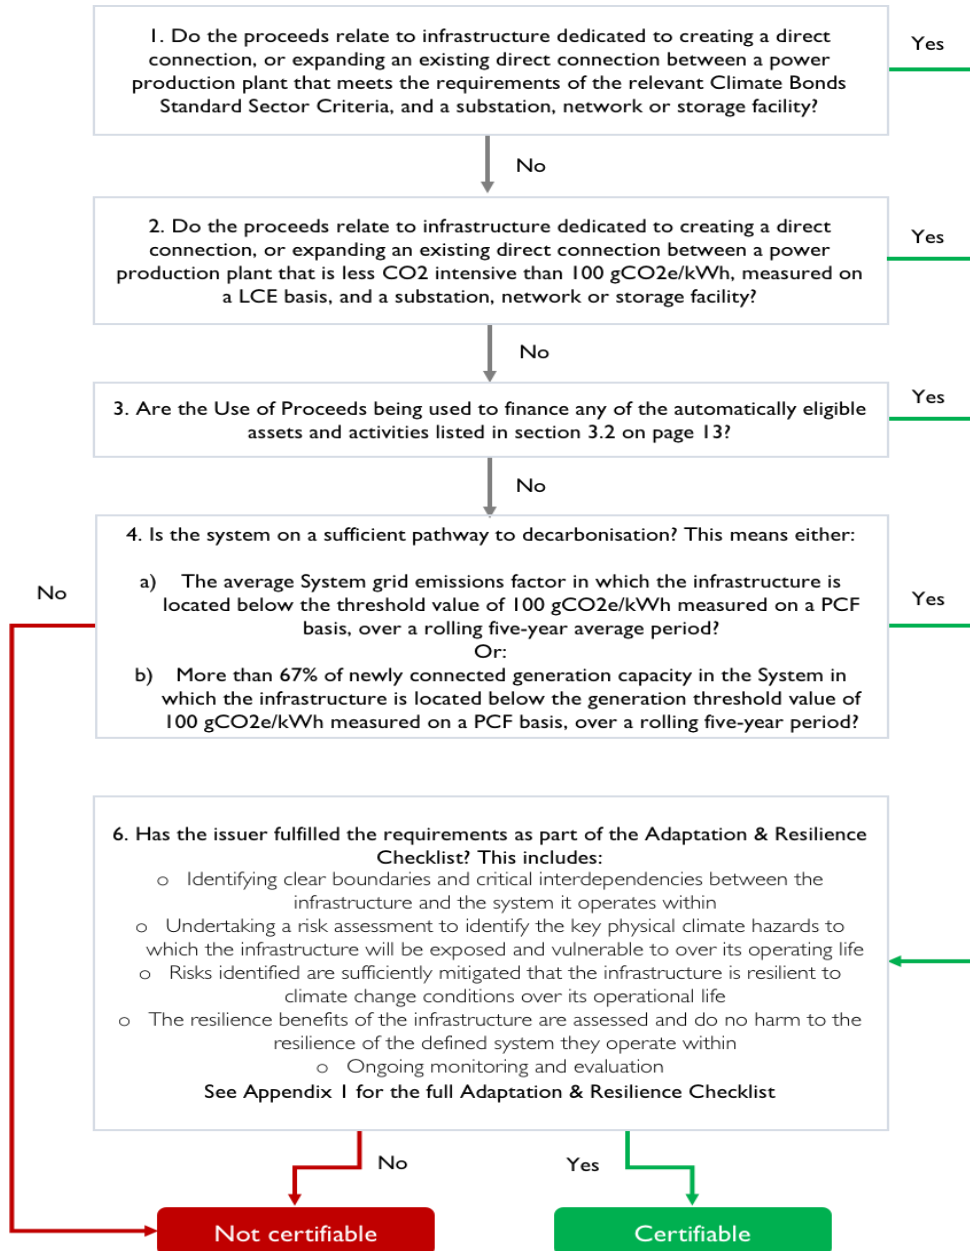 1. Do the proceeds relate to infrastructure dedicated to creating a direct
connection, or expanding an existing direct connection between a power
production plant that meets the requirements of the relevant Climate Bonds
Standard Sector Criteria, and a substation, network or storage facility?
Yes
No
2. Do the proceeds relate to infrastructure dedicated to creating a direct
connection, or expanding an existing direct connection between a power
production plant that is less CO2 intensive than 100 gCO2e/kWh, measured on
a LCE basis, and a substation, network or storage facility?
Yes
No
3. Are the Use of Proceeds being used to finance any of the automatically eligible
assets and activities listed in section 3.2 on page 13?
Yes
No
4. Is the system on a sufficient pathway to decarbonisation? This means either:
a) The average System grid emissions factor in which the infrastructure is
located below the threshold value of 100 gCO2e/kWh measured on a PCF
basis, over a rolling five-year average period?
Or:
b) More than 67% of newly connected generation capacity in the System in
which the infrastructure is located below the generation threshold value of
100 gCO2e/kWh measured on a PCF basis, over a rolling five-year period?
No
Yes
6. Has the issuer fulfilled the requirements as part of the Adaptation & Resilience
Checklist? This includes:
o Identifying clear boundaries and critical interdependencies between the
infrastructure and the system it operates within
o Undertaking a risk assessment to identify the key physical climate hazards to
which the infrastructure will be exposed and vulnerable to over its operating life
o Risks identified are sufficiently mitigated that the infrastructure is resilient to
climate change conditions over its operational life
o The resilience benefits of the infrastructure are assessed and do no harm to the
resilience of the defined system they operate within
o Ongoing monitoring and evaluation
See Appendix 1 for the full Adaptation & Resilience Checklist
No
Yes
Not certifiable
Certifiable